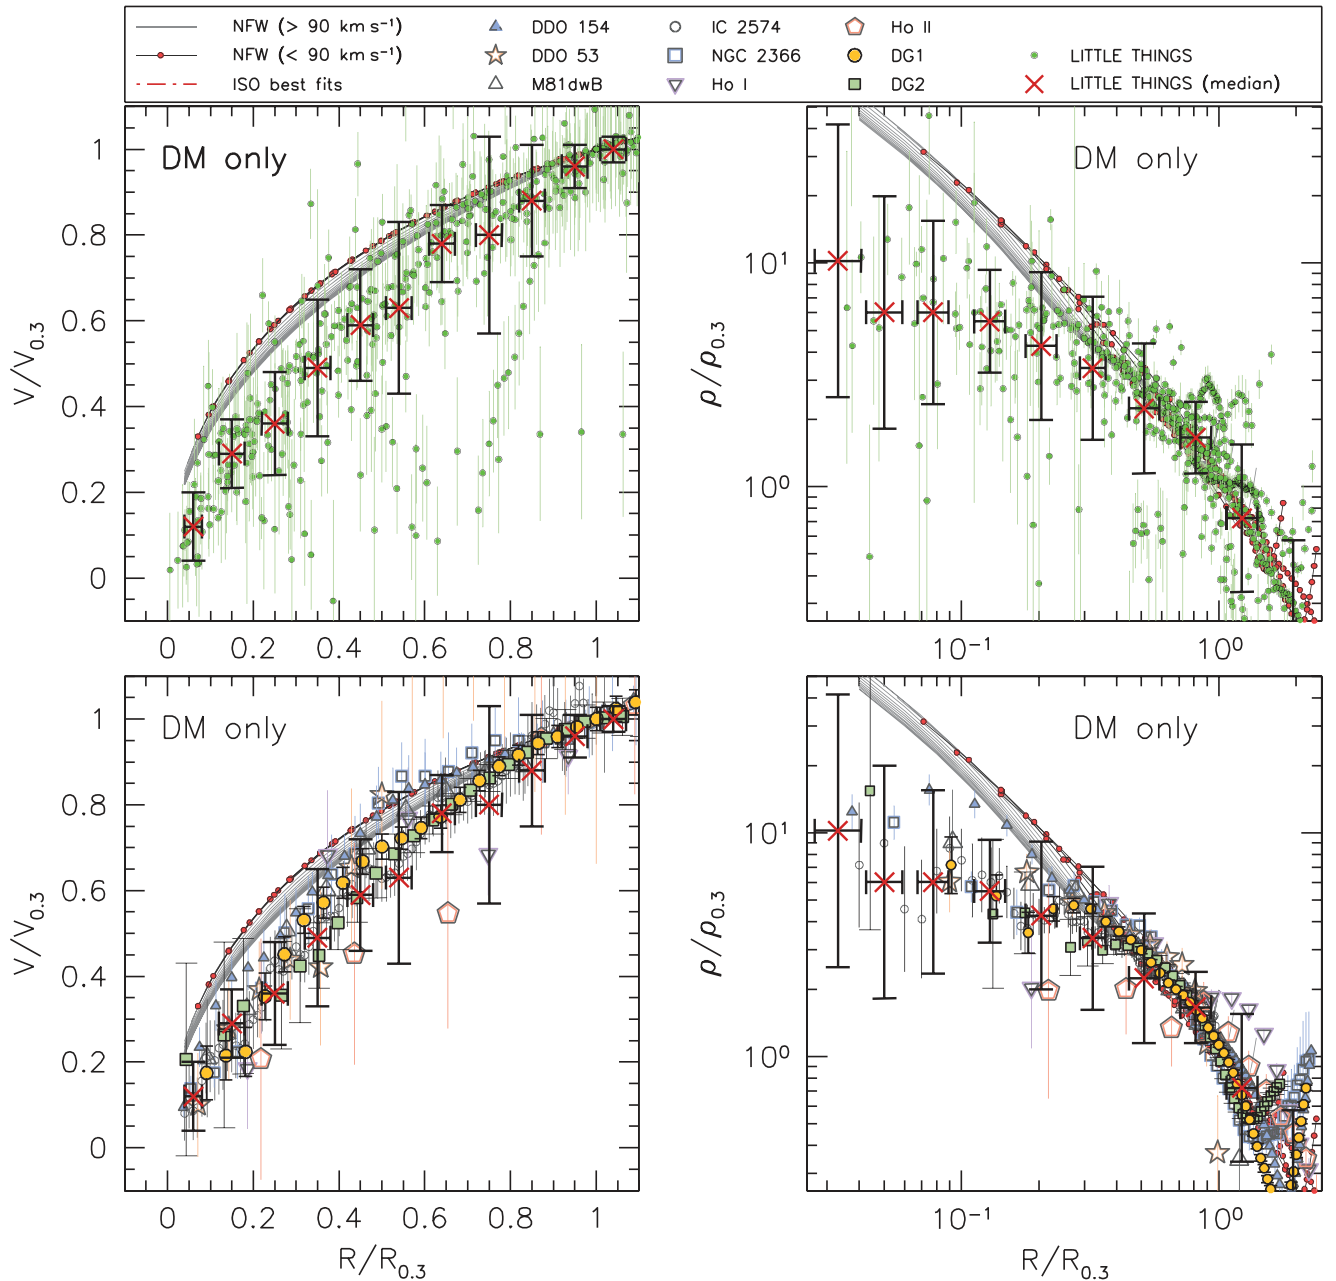 NFW (> 90 km s⁻¹) DDO 154 IC 2574 Ho II
NFW (< 90 km s⁻¹) DDO 53 NGC 2366 DG1 LITTLE THINGS
ISO best fits M81dwB Ho I DG2 LITTLE THINGS (median)
DM only
V/V0.3
1
0.8
0.6
0.4
0.2
0
0 0.2 0.4 0.6 0.8 1
DM only
ρ/ρ0.3
10¹
10⁰
10⁻¹ 10⁰
DM only
V/V0.3
1
0.8
0.6
0.4
0.2
0
0 0.2 0.4 0.6 0.8 1
R/R0.3
DM only
ρ/ρ0.3
10¹
10⁰
10⁻¹ 10⁰
R/R0.3